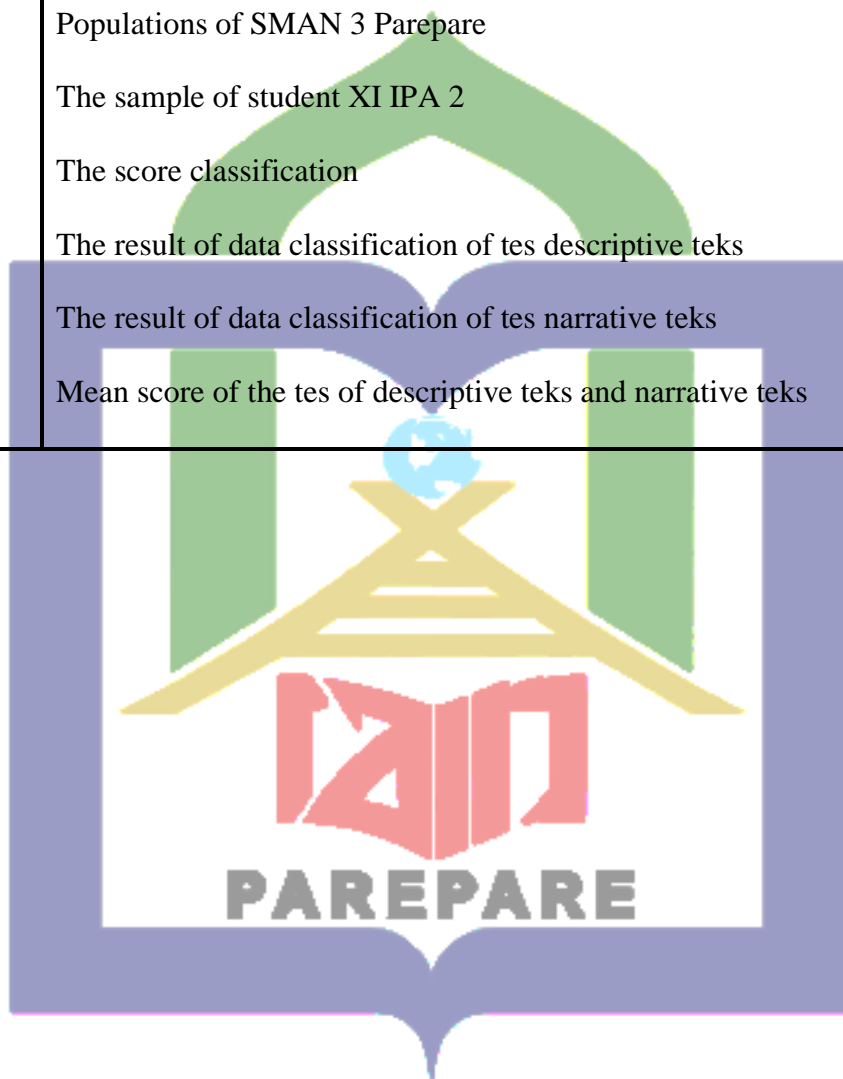 Populations of SMAN 3 Parepare
The sample of student XI IPA 2
The score classification
The result of data classification of tes descriptive teks
The result of data classification of tes narrative teks
Mean score of the tes of descriptive teks and narrative teks
iain
PAREPARE